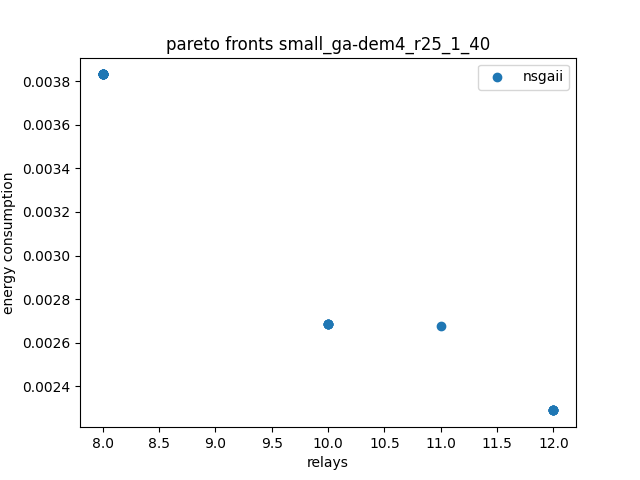 pareto fronts small_ga-dem4_r25_1_40
nsgaii
0.0038
0.0036
0.0034
0.0032
0.0030
0.0028
0.0026
0.0024
energy consumption
8.0 8.5 9.0 9.5 10.0 10.5 11.0 11.5 12.0
relays